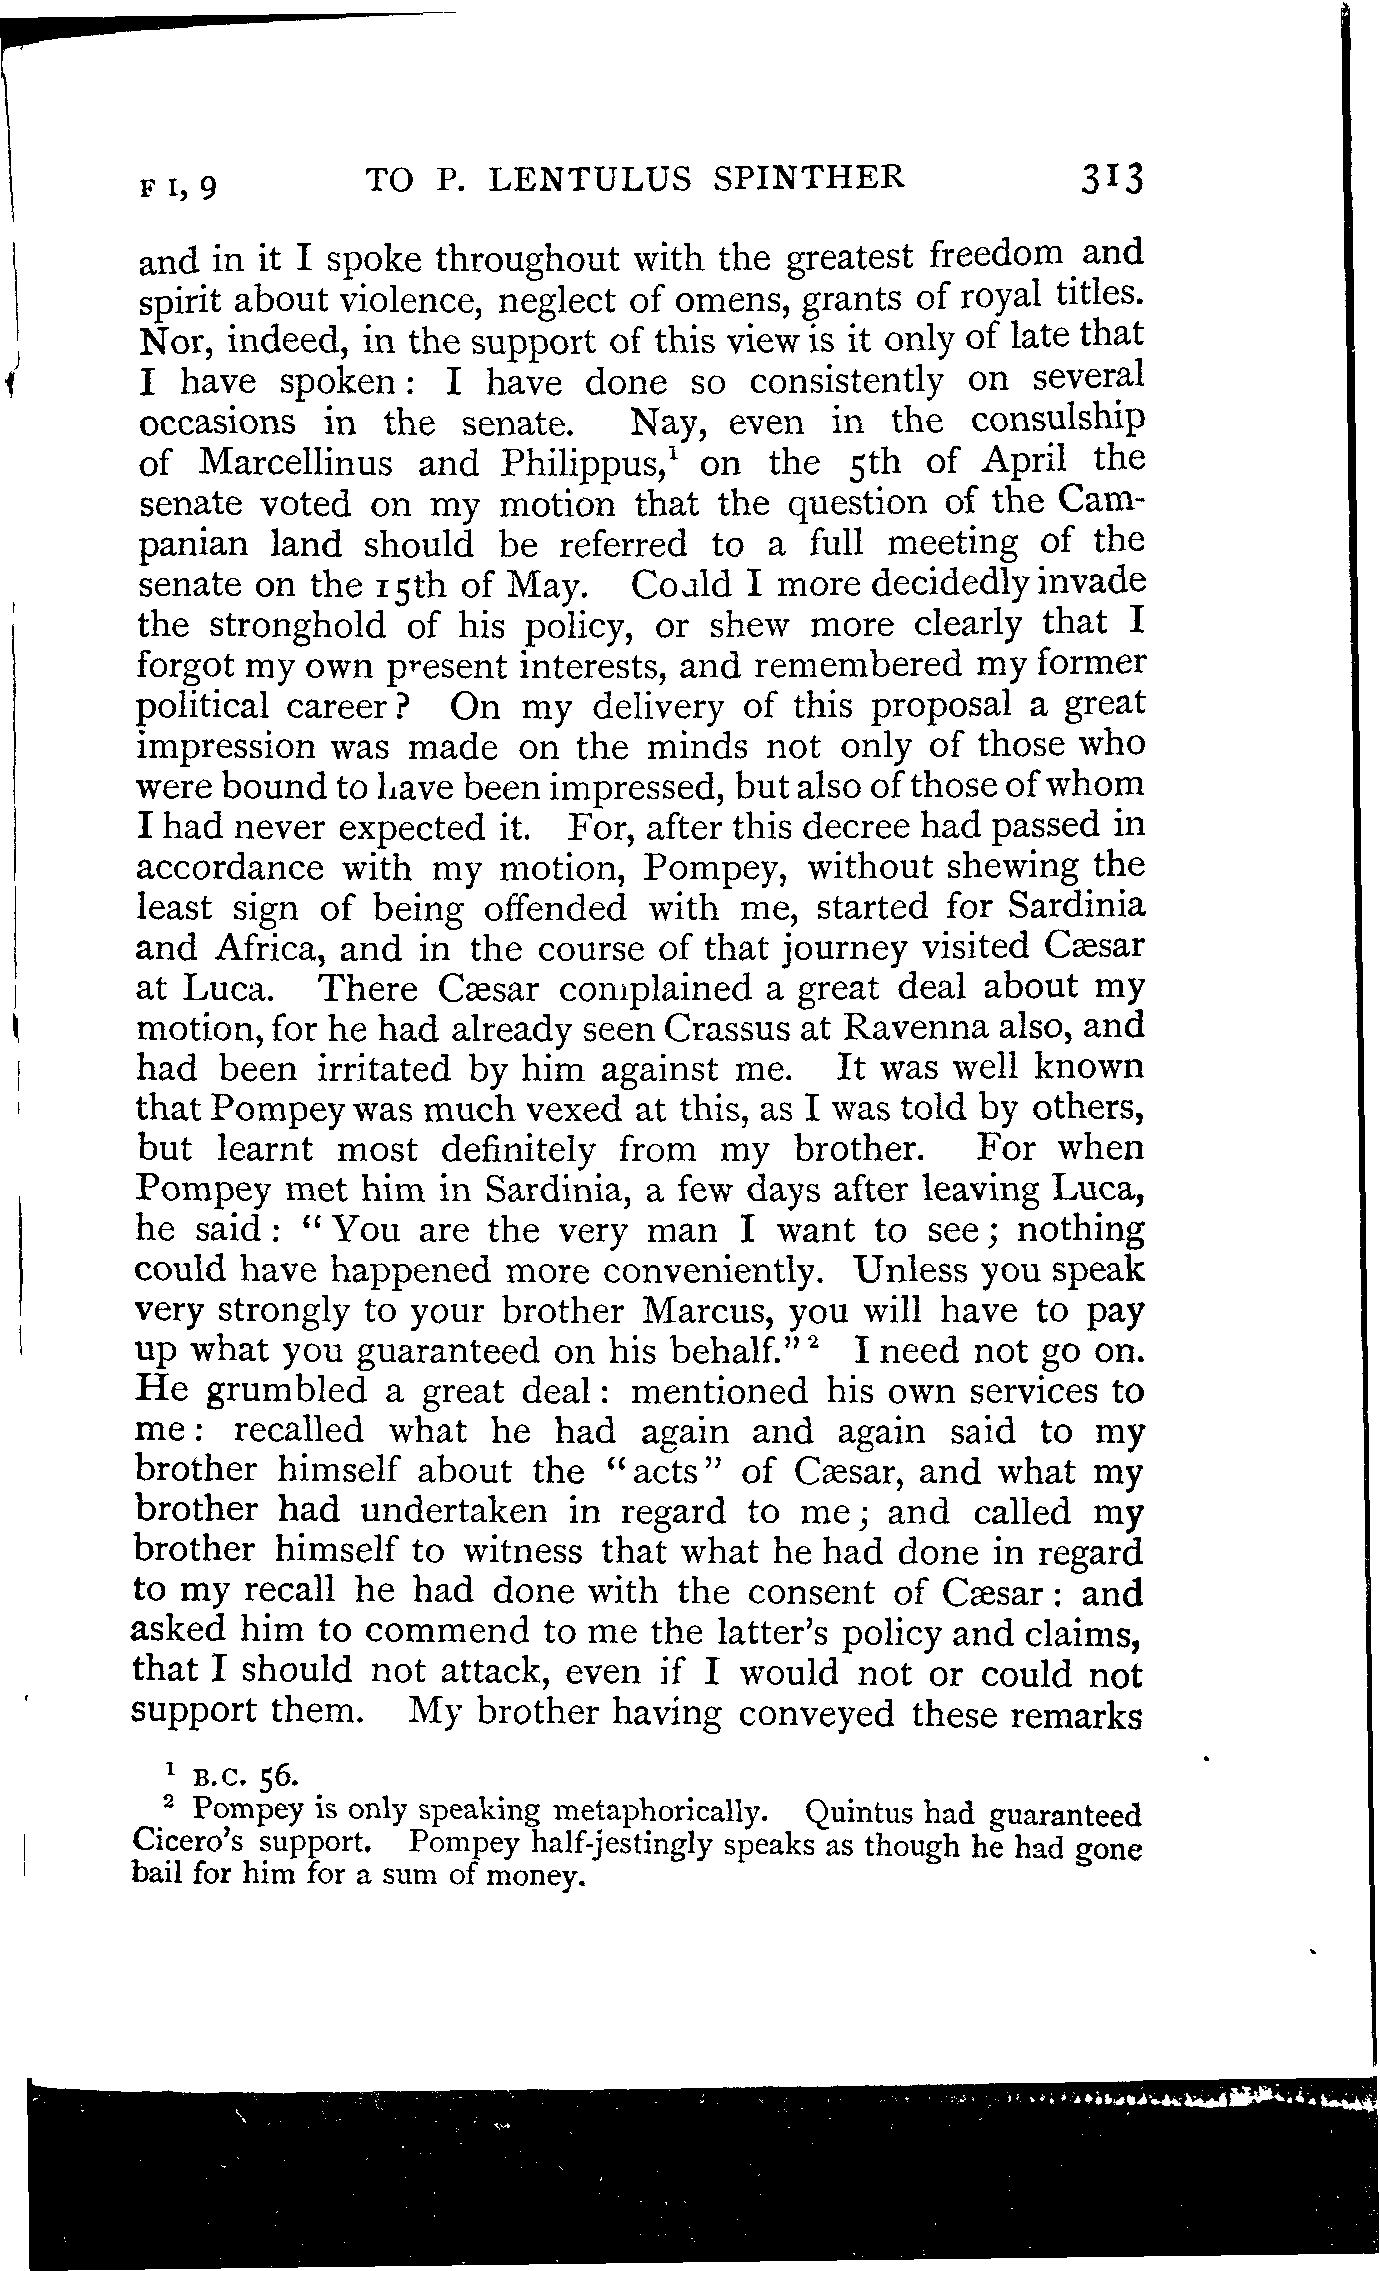 F I, 9 TO P. LENTULUS SPINTHER 313
and in it I spoke throughout with the greatest freedom and
spirit about violence, neglect of omens, grants of royal titles.
Nor, indeed, in the support of this view is it only of late that
I have spoken: I have done so consistently on several
occasions in the senate. Nay, even in the consulship
of Marcellinus and Philippus,¹ on the 5th of April the
senate voted on my motion that the question of the Cam-
panian land should be referred to a full meeting of the
senate on the 15th of May. Could I more decidedly invade
the stronghold of his policy, or shew more clearly that I
forgot my own present interests, and remembered my former
political career? On my delivery of this proposal a great
impression was made on the minds not only of those who
were bound to have been impressed, but also of those of whom
I had never expected it. For, after this decree had passed in
accordance with my motion, Pompey, without shewing the
least sign of being offended with me, started for Sardinia
and Africa, and in the course of that journey visited Cæsar
at Luca. There Cæsar complained a great deal about my
motion, for he had already seen Crassus at Ravenna also, and
had been irritated by him against me. It was well known
that Pompey was much vexed at this, as I was told by others,
but learnt most definitely from my brother. For when
Pompey met him in Sardinia, a few days after leaving Luca,
he said: "You are the very man I want to see; nothing
could have happened more conveniently. Unless you speak
very strongly to your brother Marcus, you will have to pay
up what you guaranteed on his behalf."² I need not go on.
He grumbled a great deal: mentioned his own services to
me: recalled what he had again and again said to my
brother himself about the "acts" of Cæsar, and what my
brother had undertaken in regard to me; and called my
brother himself to witness that what he had done in regard
to my recall he had done with the consent of Cæsar: and
asked him to commend to me the latter's policy and claims,
that I should not attack, even if I would not or could not
support them. My brother having conveyed these remarks
¹ B.C. 56.
² Pompey is only speaking metaphorically. Quintus had guaranteed
Cicero's support. Pompey half-jestingly speaks as though he had gone
bail for him for a sum of money.